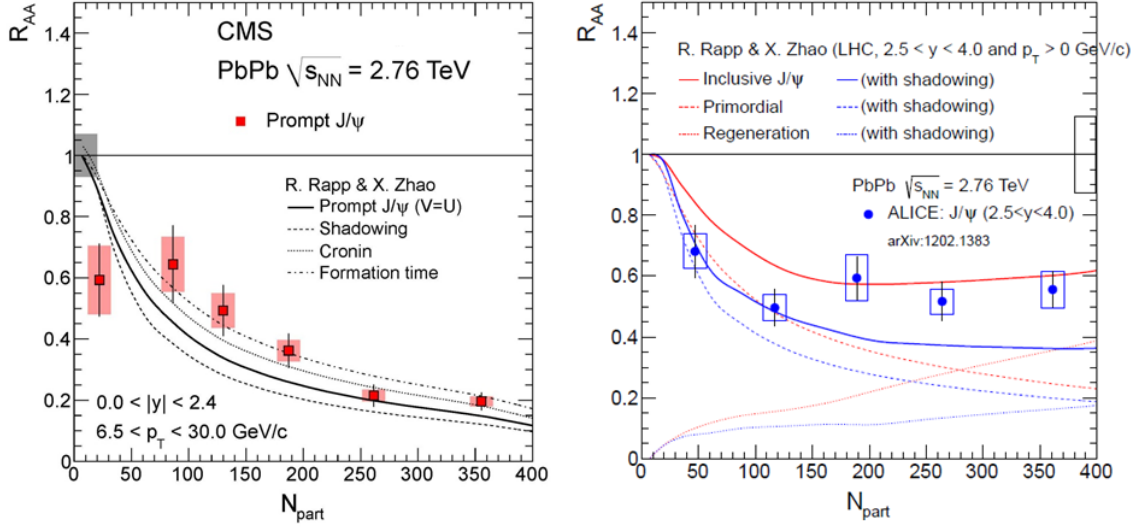 R_AA
1.4
1.2
1
0.8
0.6
0.4
0.2
0
CMS
PbPb √s_NN = 2.76 TeV
Prompt J/ψ
R. Rapp & X. Zhao
Prompt J/ψ (V=U)
Shadowing
Cronin
Formation time
0.0 < |y| < 2.4
6.5 < p_T < 30.0 GeV/c
0 50 100 150 200 250 300 350 400
N_part
R_AA
1.4
1.2
1
0.8
0.6
0.4
0.2
0
R. Rapp & X. Zhao (LHC, 2.5 < y < 4.0 and p_T > 0 GeV/c)
Inclusive J/ψ (with shadowing)
Primordial (with shadowing)
Regeneration (with shadowing)
PbPb √s_NN = 2.76 TeV
ALICE: J/ψ (2.5<y<4.0)
arXiv:1202.1383
0 50 100 150 200 250 300 350 400
N_part